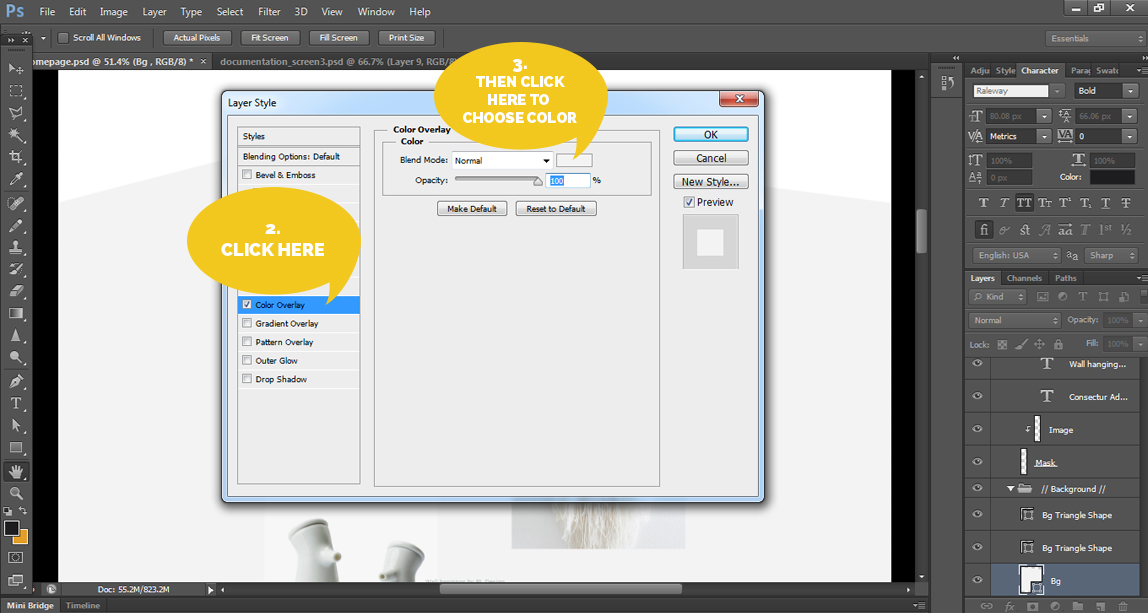 Ps File Edit Image Layer Type Select Filter 3D View Window Help
Scroll All Windows Actual Pixels Fit Screen Fill Screen Print Size Essentials
omepage.psd @ 51.4% (Bg , RGB/8) * × documentation_screen3.psd @ 66.7% (Layer 9, RGB/8)
3.
THEN CLICK
HERE TO
CHOOSE COLOR
Layer Style
Styles
Blending Options: Default
Bevel & Emboss
2.
CLICK HERE
Color Overlay
Gradient Overlay
Pattern Overlay
Outer Glow
Drop Shadow
Color Overlay
Color
Blend Mode: Normal
Opacity: 100 %
Make Default Reset to Default
OK
Cancel
New Style...
Preview
Adju Style Character Parag Swatc
Raleway Bold
80.08 px 66.06 px
Metrics 0
100% 100%
0 px Color:
English: USA Sharp
Layers Channels Paths
Kind
Normal Opacity: 100%
Lock: Fill: 100%
Wall hanging...
Consectur Ad...
Image
Mask
// Background //
Bg Triangle Shape
Bg Triangle Shape
Bg
Doc: 55.2M/823.2M
Mini Bridge Timeline